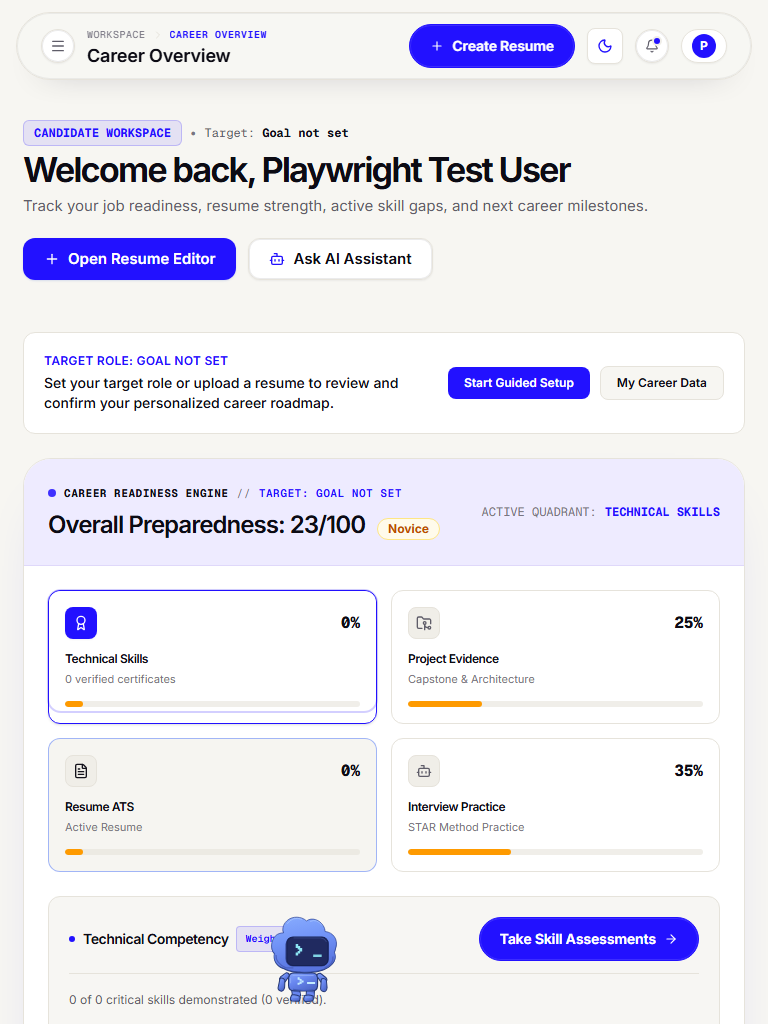 WORKSPACE CAREER OVERVIEW
Career Overview
Create Resume
P
CANDIDATE WORKSPACE • Target: Goal not set
Welcome back, Playwright Test User
Track your job readiness, resume strength, active skill gaps, and next career milestones.
Open Resume Editor
Ask AI Assistant
TARGET ROLE: GOAL NOT SET
Set your target role or upload a resume to review and
confirm your personalized career roadmap.
Start Guided Setup
My Career Data
CAREER READINESS ENGINE // TARGET: GOAL NOT SET
Overall Preparedness: 23/100 Novice
ACTIVE QUADRANT: TECHNICAL SKILLS
0%
Technical Skills
0 verified certificates
25%
Project Evidence
Capstone & Architecture
0%
Resume ATS
Active Resume
35%
Interview Practice
STAR Method Practice
Technical Competency
Take Skill Assessments
0 of 0 critical skills demonstrated (0